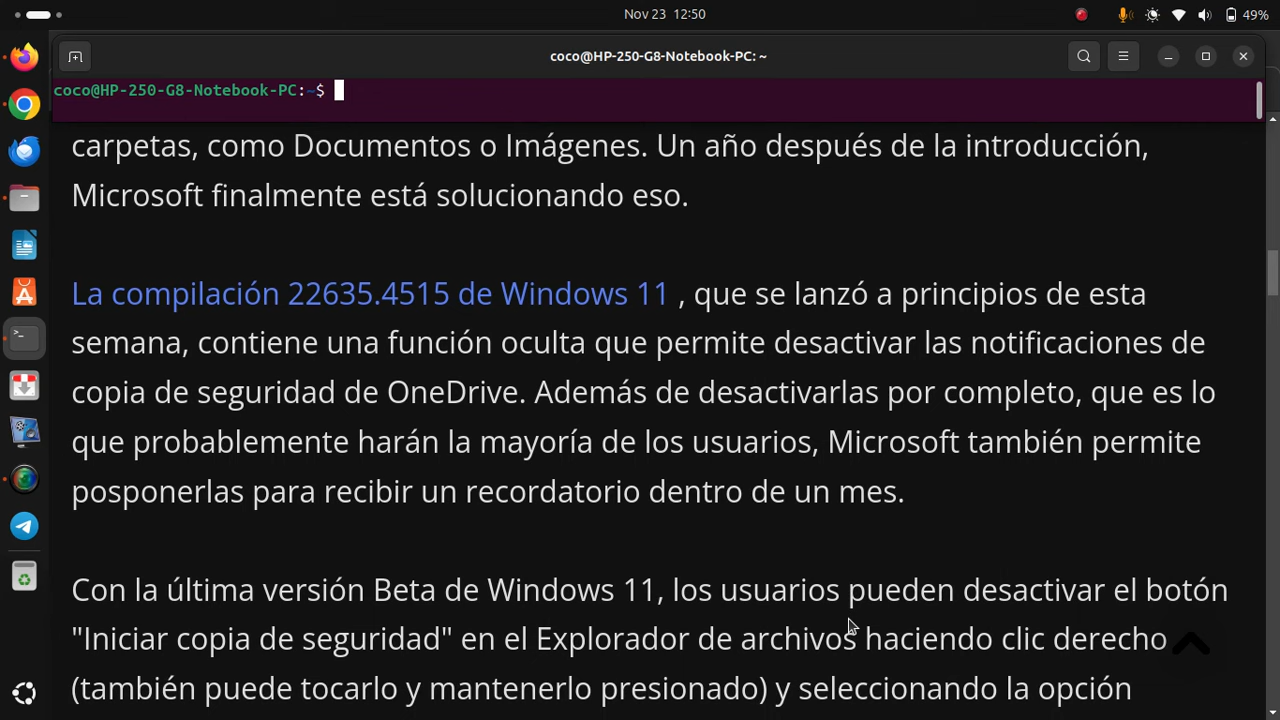 Nov 23 12:50
49%
coco@HP-250-G8-Notebook-PC: ~
coco@HP-250-G8-Notebook-PC:~$
carpetas, como Documentos o Imágenes. Un año después de la introducción,
Microsoft finalmente está solucionando eso.
La compilación 22635.4515 de Windows 11 , que se lanzó a principios de esta
semana, contiene una función oculta que permite desactivar las notificaciones de
copia de seguridad de OneDrive. Además de desactivarlas por completo, que es lo
que probablemente harán la mayoría de los usuarios, Microsoft también permite
posponerlas para recibir un recordatorio dentro de un mes.
Con la última versión Beta de Windows 11, los usuarios pueden desactivar el botón
"Iniciar copia de seguridad" en el Explorador de archivos haciendo clic derecho
(también puede tocarlo y mantenerlo presionado) y seleccionando la opción